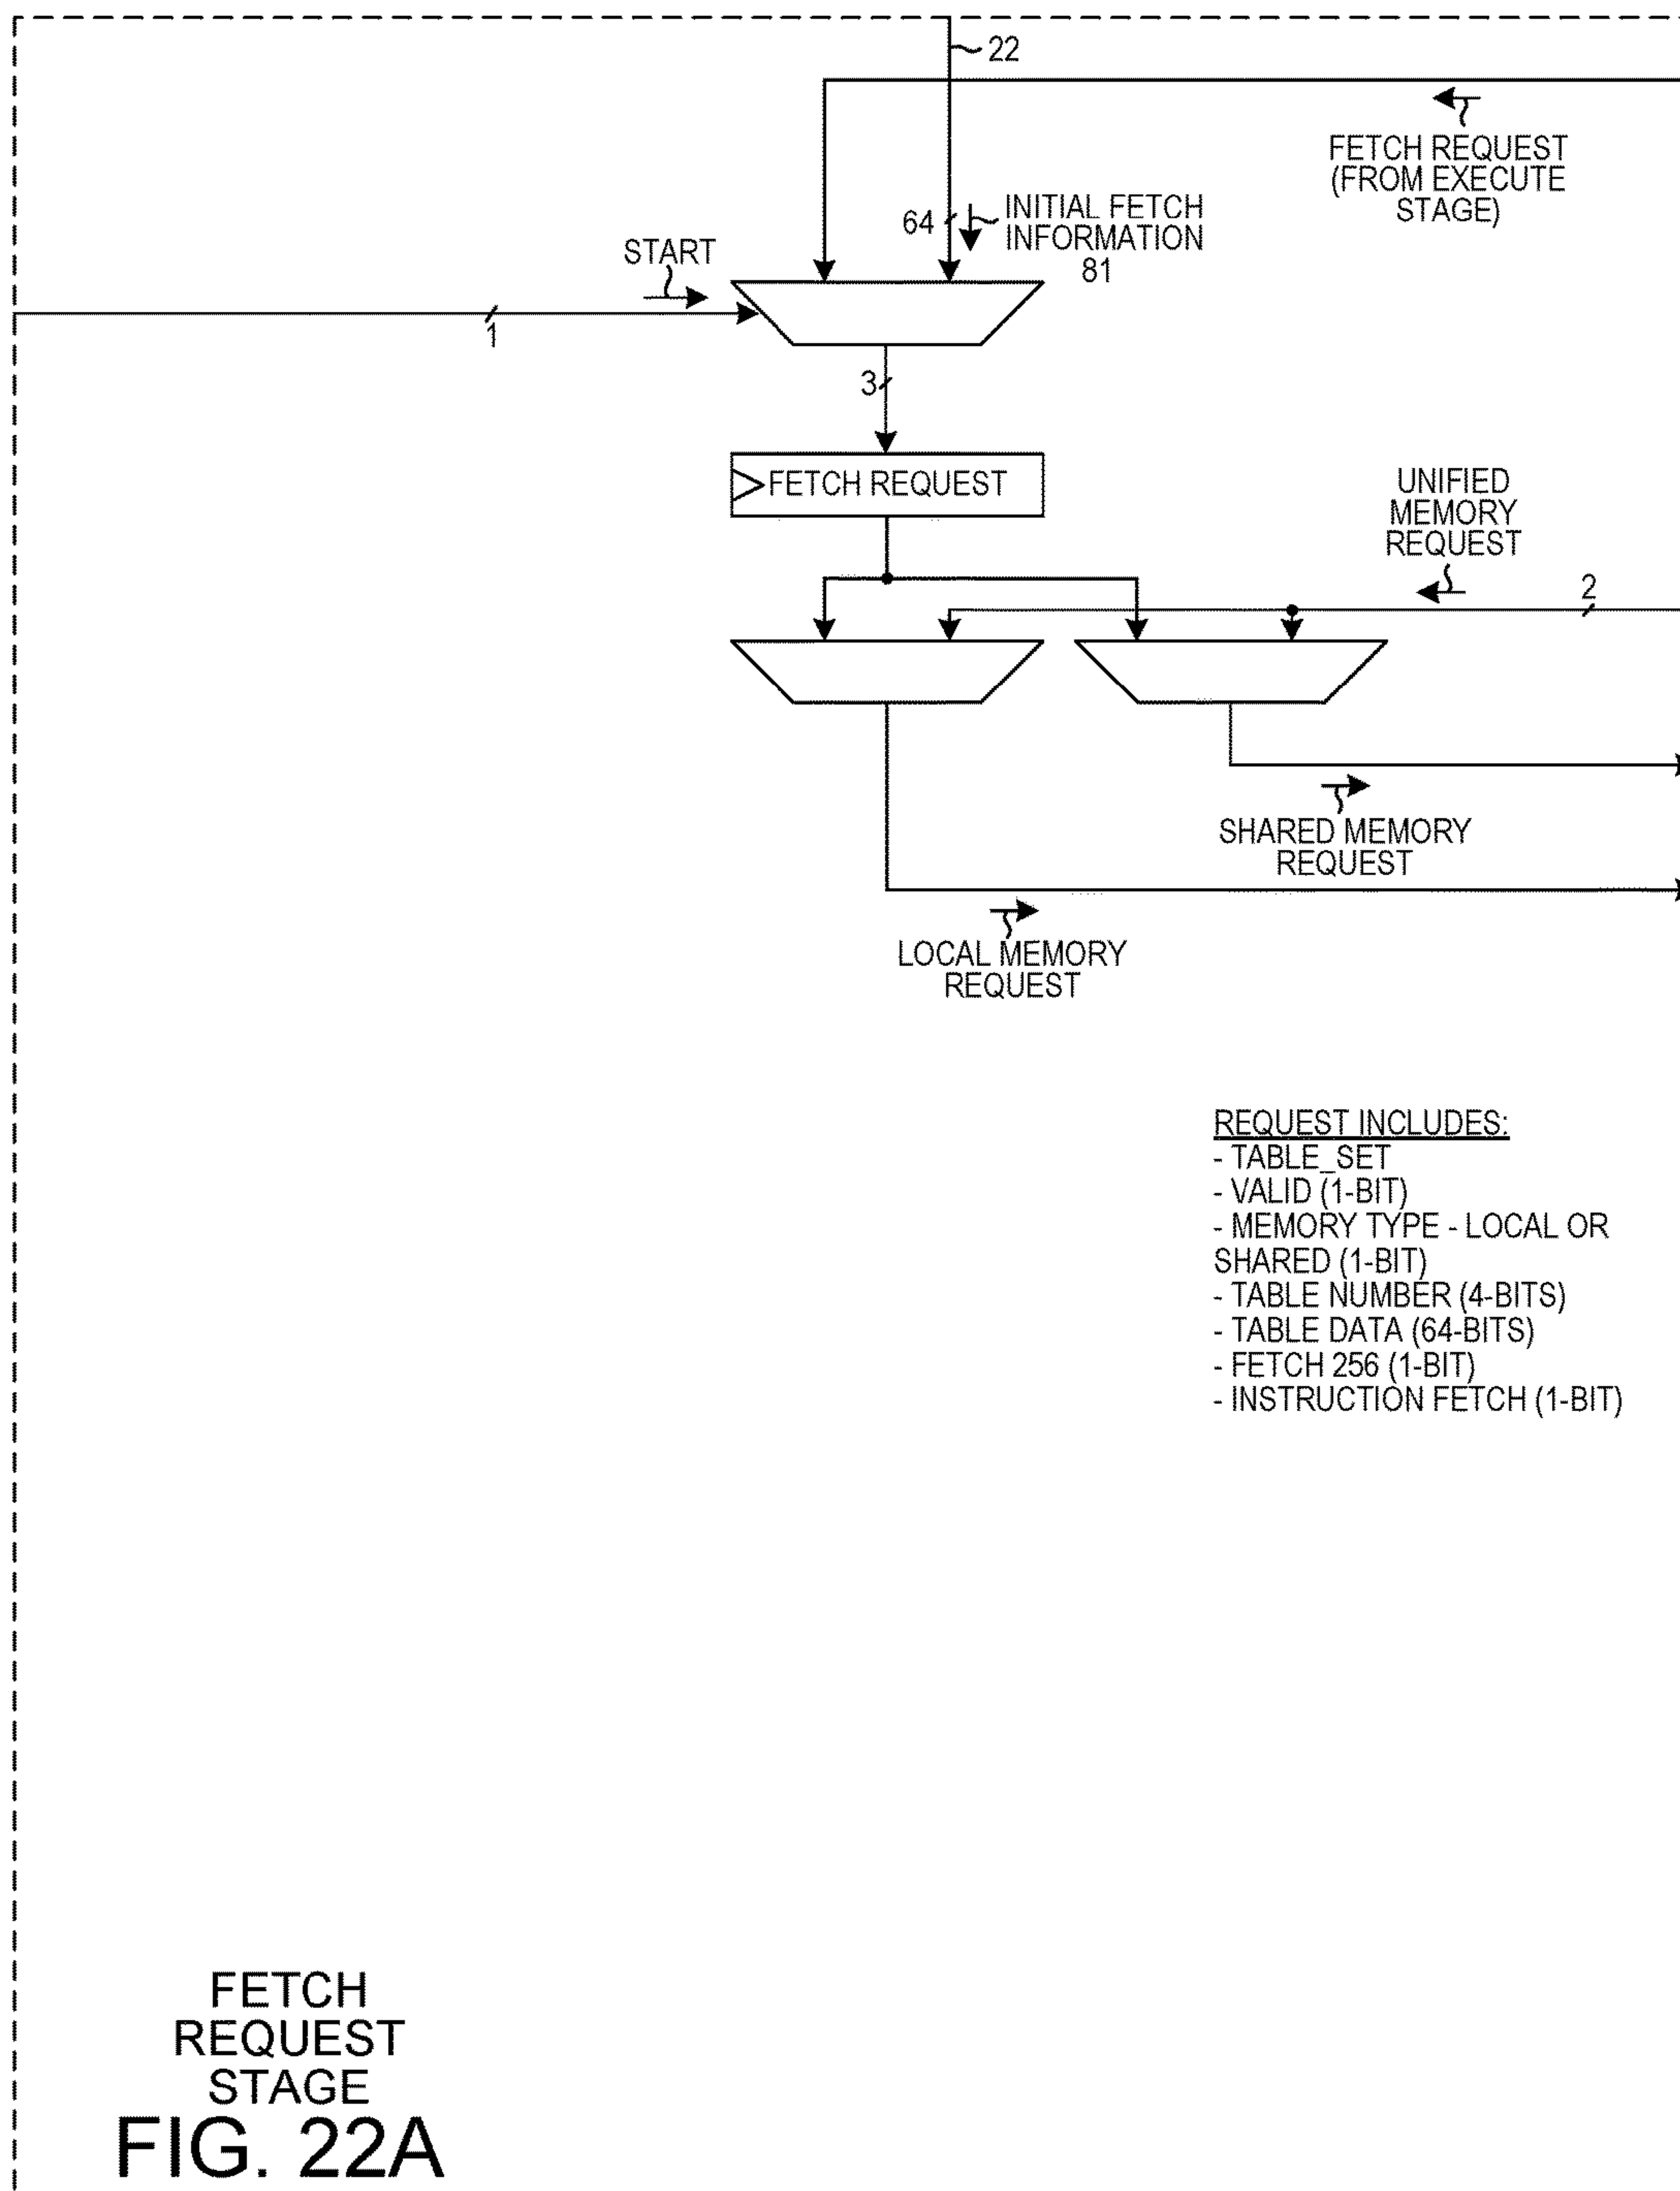 22
FETCH REQUEST
(FROM EXECUTE
STAGE)
64
INITIAL FETCH
INFORMATION
81
START
1
3
FETCH REQUEST
UNIFIED
MEMORY
REQUEST
2
SHARED MEMORY
REQUEST
LOCAL MEMORY
REQUEST
REQUEST INCLUDES:
- TABLE_SET
- VALID (1-BIT)
- MEMORY TYPE - LOCAL OR
SHARED (1-BIT)
- TABLE NUMBER (4-BITS)
- TABLE DATA (64-BITS)
- FETCH 256 (1-BIT)
- INSTRUCTION FETCH (1-BIT)
FETCH
REQUEST
STAGE
FIG. 22A